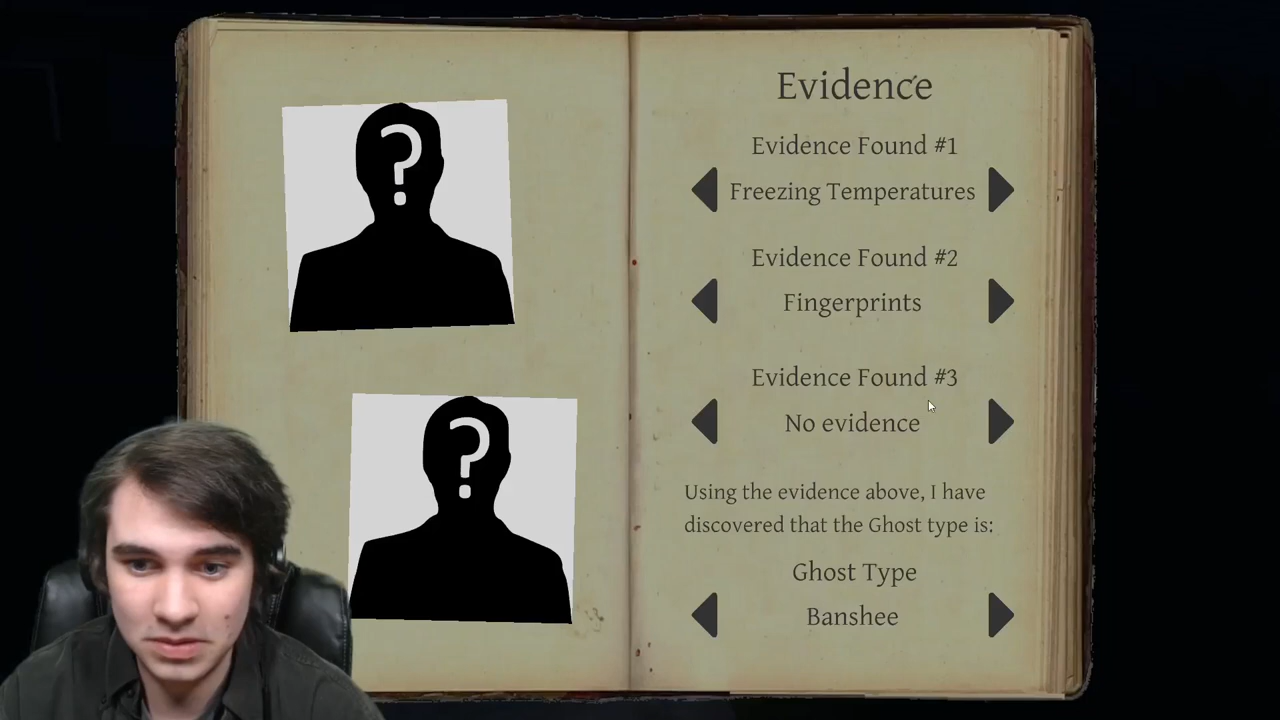 ?
?
Evidence
Evidence Found #1
Freezing Temperatures
Evidence Found #2
Fingerprints
Evidence Found #3
No evidence
Using the evidence above, I have
discovered that the Ghost type is:
Ghost Type
Banshee